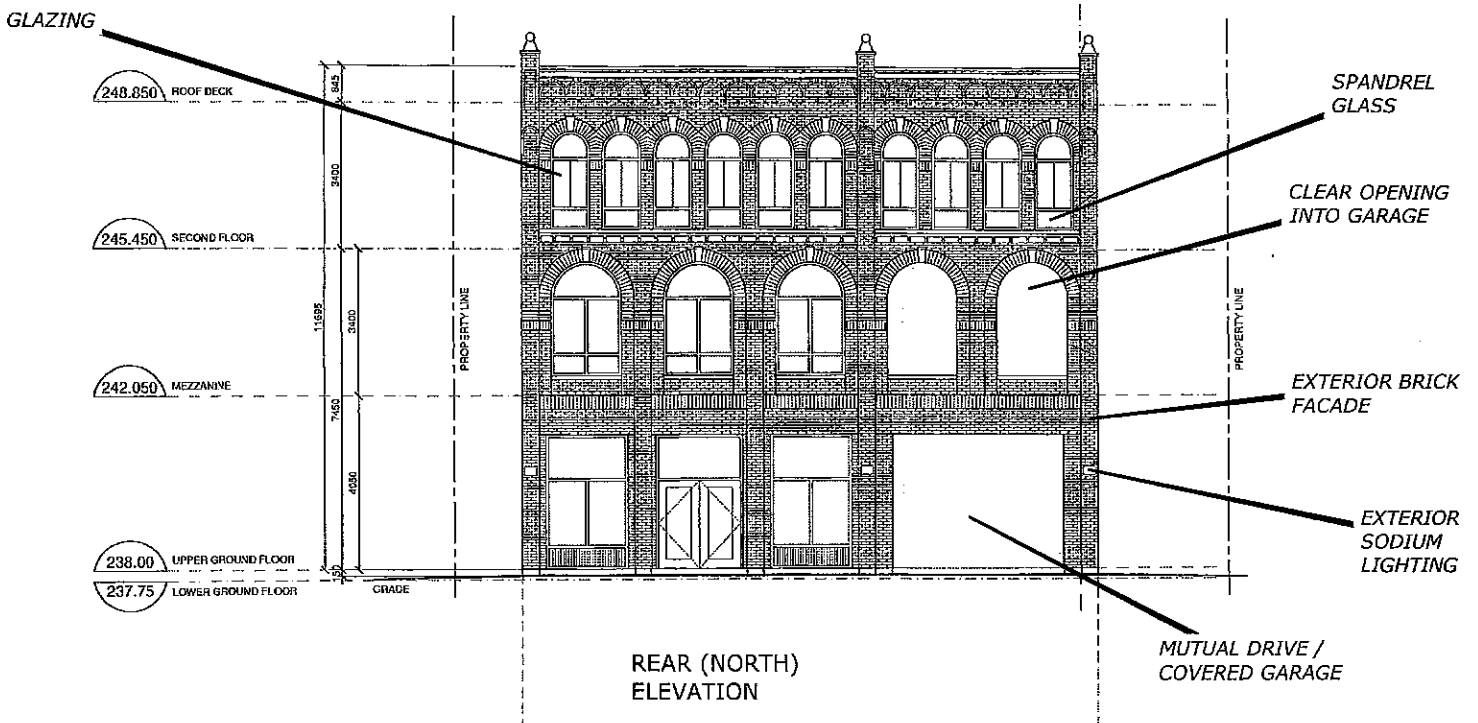 GLAZING
248.850 ROOF DECK
845
SPANDREL
GLASS
3400
CLEAR OPENING
INTO GARAGE
245.450 SECOND FLOOR
11695
3400
PROPERTY LINE
PROPERTY LINE
242.050 MEZZANINE
EXTERIOR BRICK
FACADE
7450
4050
EXTERIOR
SODIUM
LIGHTING
238.00 UPPER GROUND FLOOR
150
237.75 LOWER GROUND FLOOR
GRADE
MUTUAL DRIVE /
COVERED GARAGE
REAR (NORTH)
ELEVATION